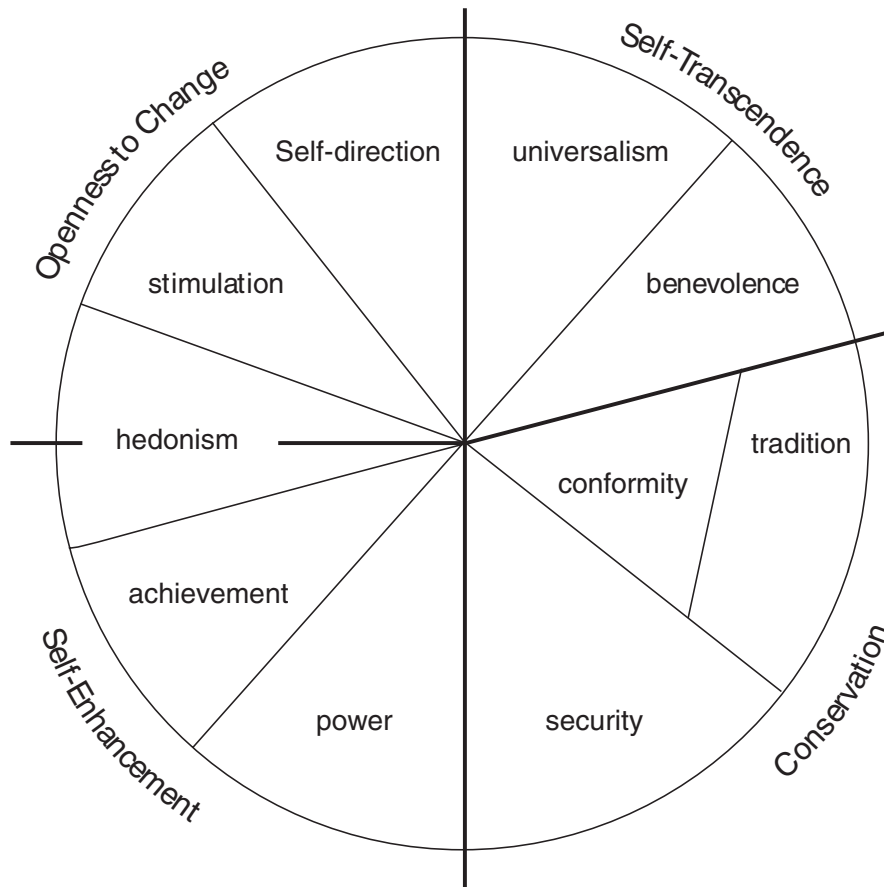 Openness to Change
Self-Transcendence
Self-direction
universalism
stimulation
benevolence
hedonism
tradition
conformity
achievement
power
security
Self-Enhancement
Conservation